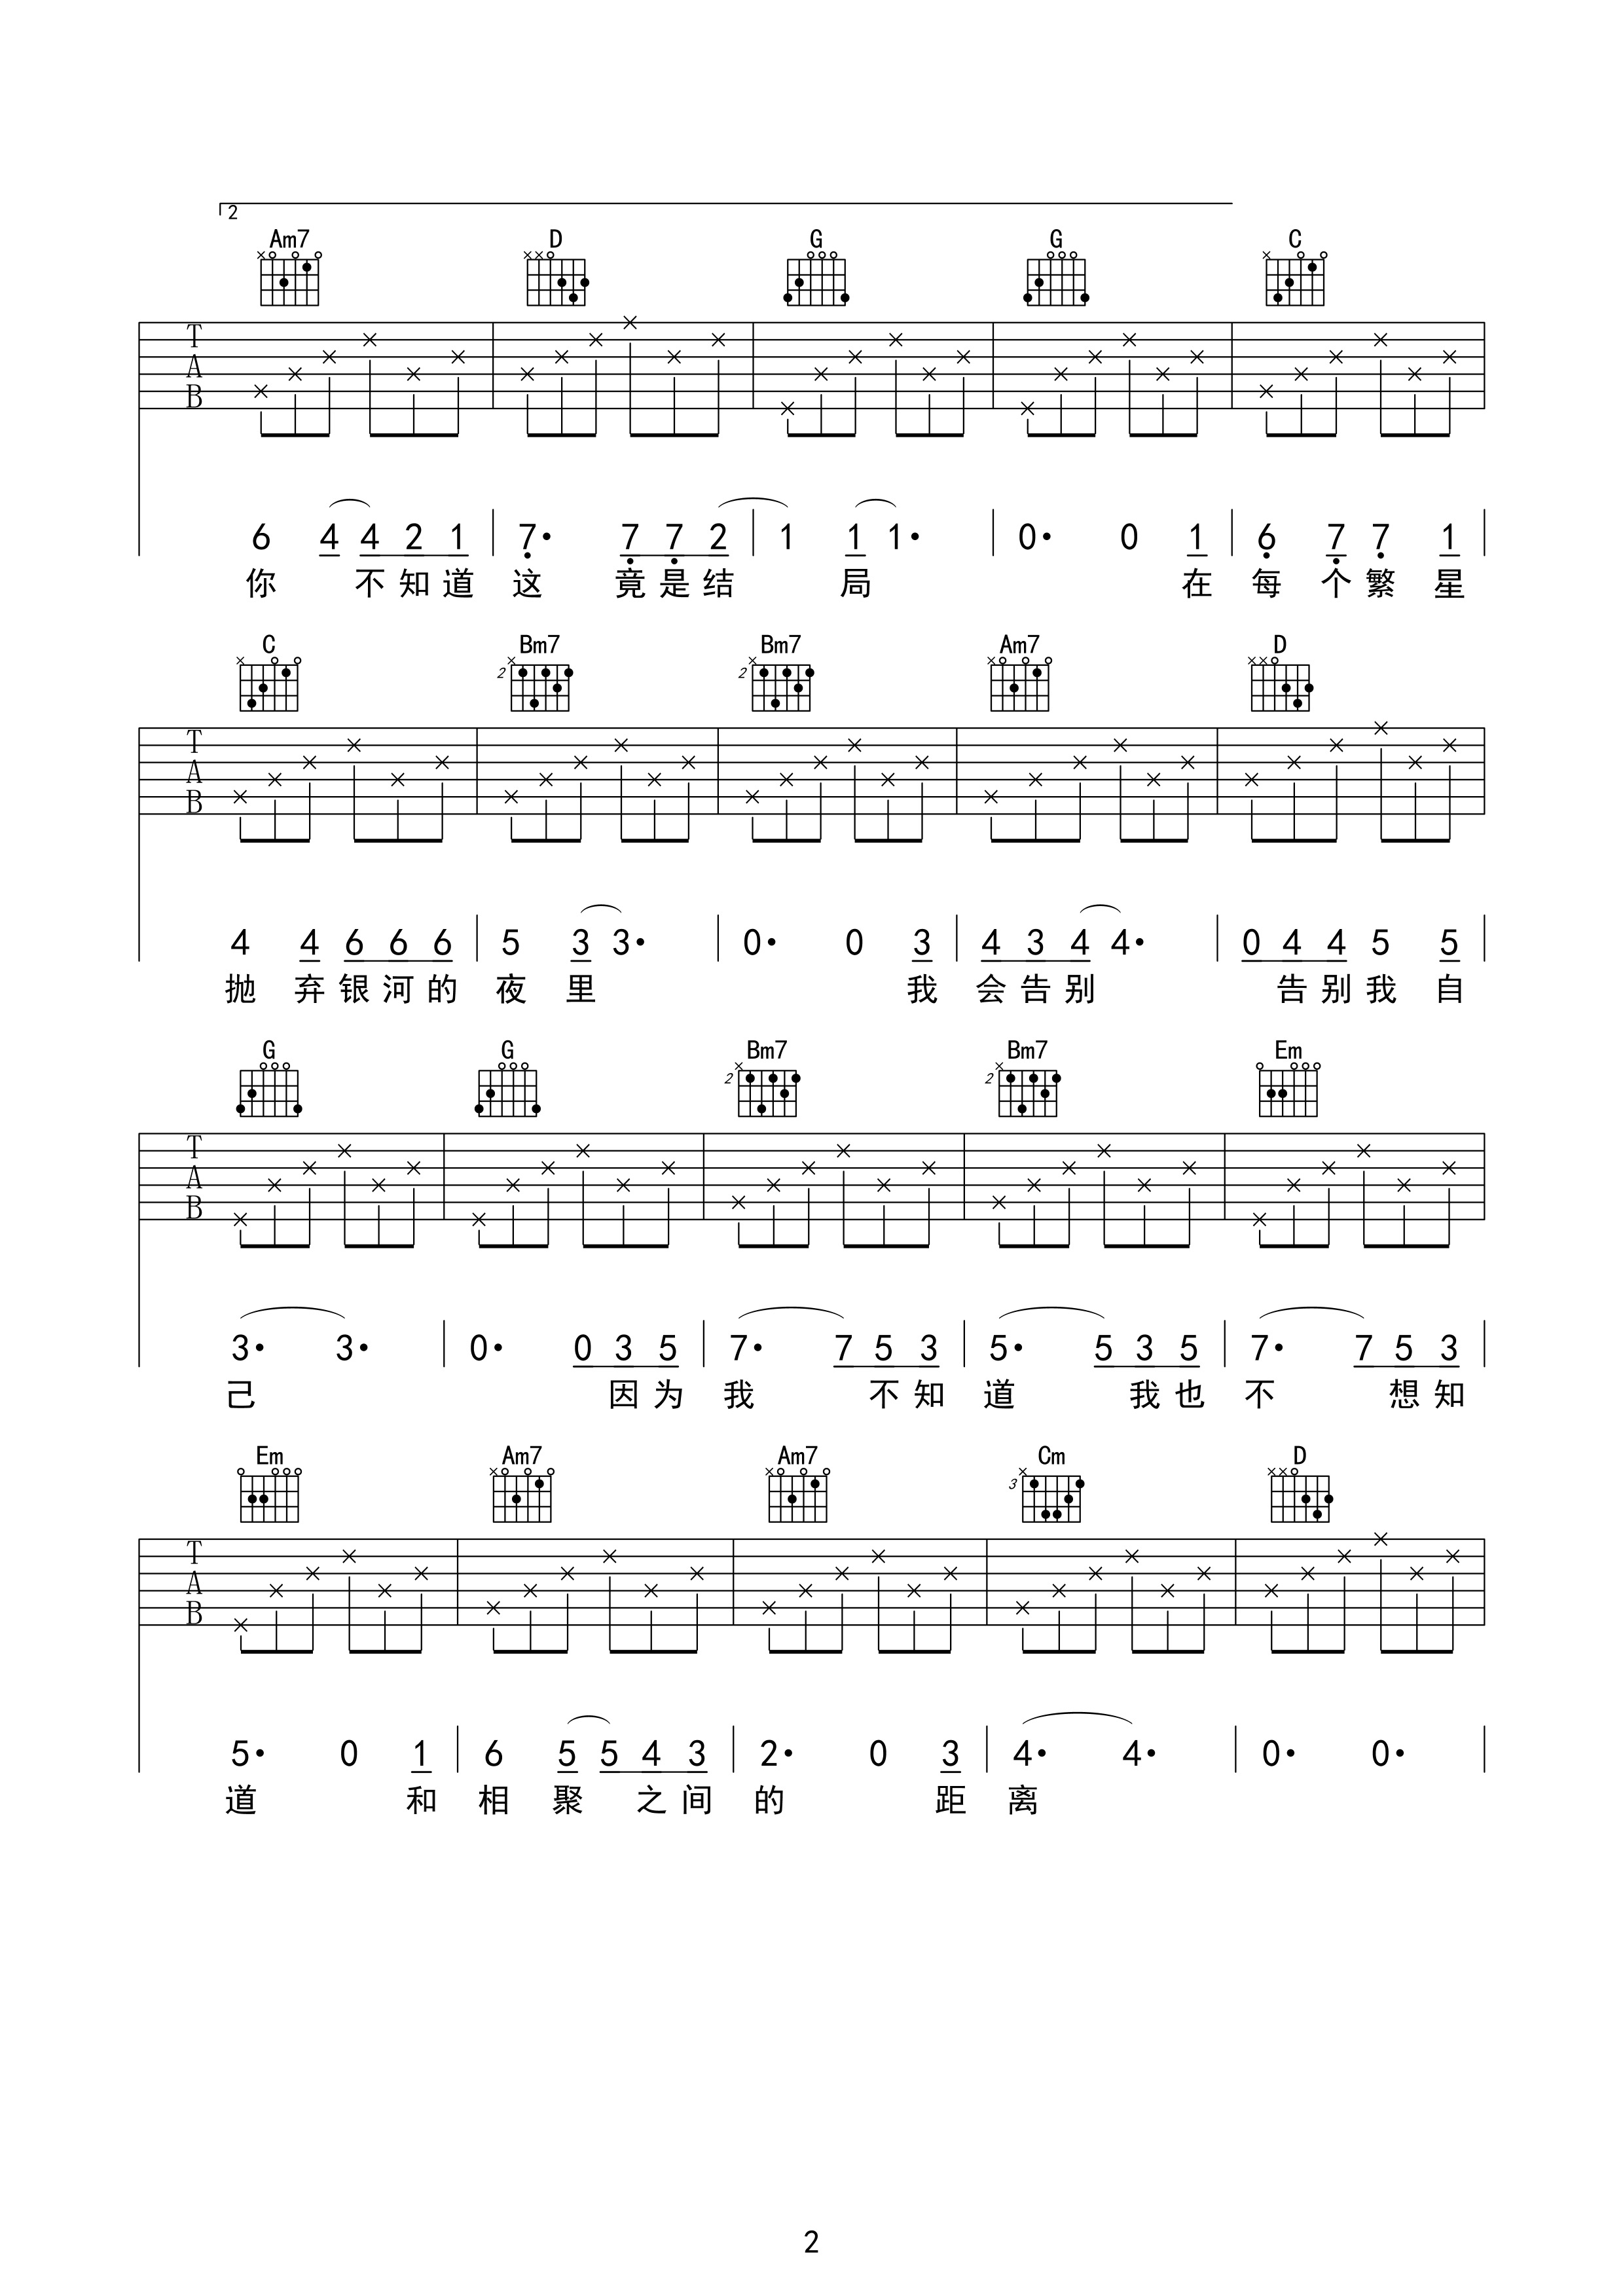 2
Am7 D G G C
T
A
B
6 4 4 2 1 7· 7 7 2 1 1 1· 0· 0 1 6 7 7 1
你 不 知 道 这 竟 是 结 局 在 每 个 繁 星
C Bm7 Bm7 Am7 D
2 2
T
A
B
4 4 6 6 6 5 3 3· 0· 0 3 4 3 4 4· 0 4 4 5 5
抛 弃 银 河 的 夜 里 我 会 告 别 告 别 我 自
G G Bm7 Bm7 Em
2 2
T
A
B
3· 3· 0· 0 3 5 7· 7 5 3 5· 5 3 5 7· 7 5 3
己 因 为 我 不 知 道 我 也 不 想 知
Em Am7 Am7 Cm D
3
T
A
B
5· 0 1 6 5 5 4 3 2· 0 3 4· 4· 0· 0·
道 和 相 聚 之 间 的 距 离
2